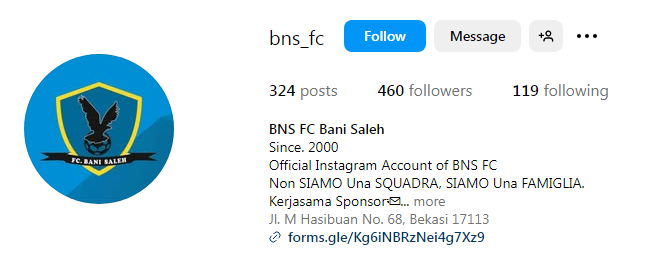 bns_fc Follow Message
324 posts 460 followers 119 following
FC. BANI SALEH
BNS FC Bani Saleh
Since. 2000
Official Instagram Account of BNS FC
Non SIAMO Una SQUADRA, SIAMO Una FAMIGLIA.
Kerjasama Sponsor✉... more
Jl. M Hasibuan No. 68, Bekasi 17113
forms.gle/Kg6iNBRzNei4g7Xz9